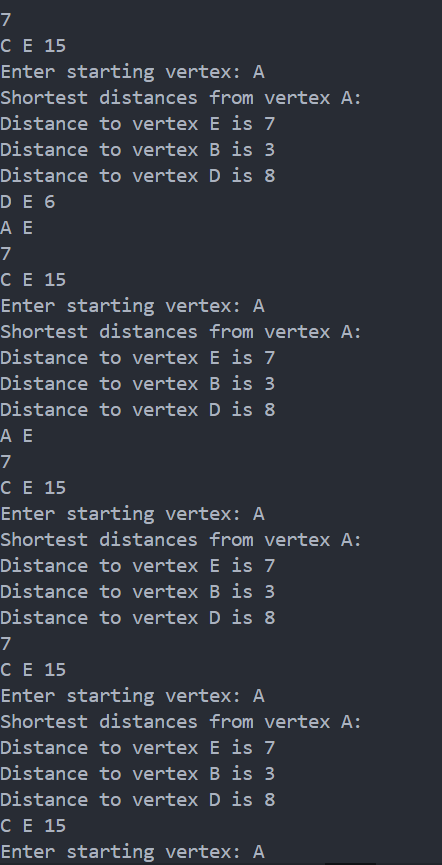 7
C E 15
Enter starting vertex: A
Shortest distances from vertex A:
Distance to vertex E is 7
Distance to vertex B is 3
Distance to vertex D is 8
D E 6
A E
7
C E 15
Enter starting vertex: A
Shortest distances from vertex A:
Distance to vertex E is 7
Distance to vertex B is 3
Distance to vertex D is 8
A E
7
C E 15
Enter starting vertex: A
Shortest distances from vertex A:
Distance to vertex E is 7
Distance to vertex B is 3
Distance to vertex D is 8
7
C E 15
Enter starting vertex: A
Shortest distances from vertex A:
Distance to vertex E is 7
Distance to vertex B is 3
Distance to vertex D is 8
C E 15
Enter starting vertex: A